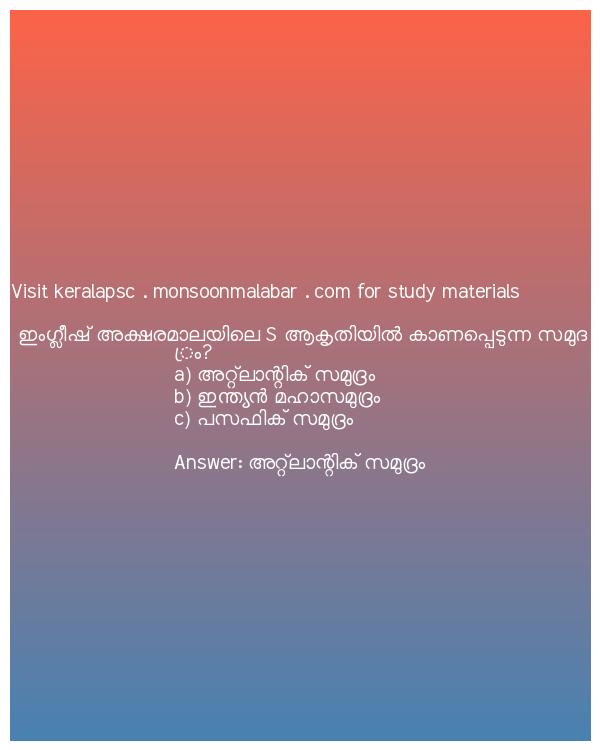 Visit keralapsc . monsoonmalabar . com for study materials
ഇംഗ്ലീഷ് അക്ഷരമാലയിലെ S ആകൃതിയിൽ കാണപ്പെടുന്ന സമുദ
്രം?
a) അറ്റ്ലാന്റിക് സമുദ്രം
b) ഇന്ത്യൻ മഹാസമുദ്രം
c) പസഫിക് സമുദ്രം
Answer: അറ്റ്ലാന്റിക് സമുദ്രം